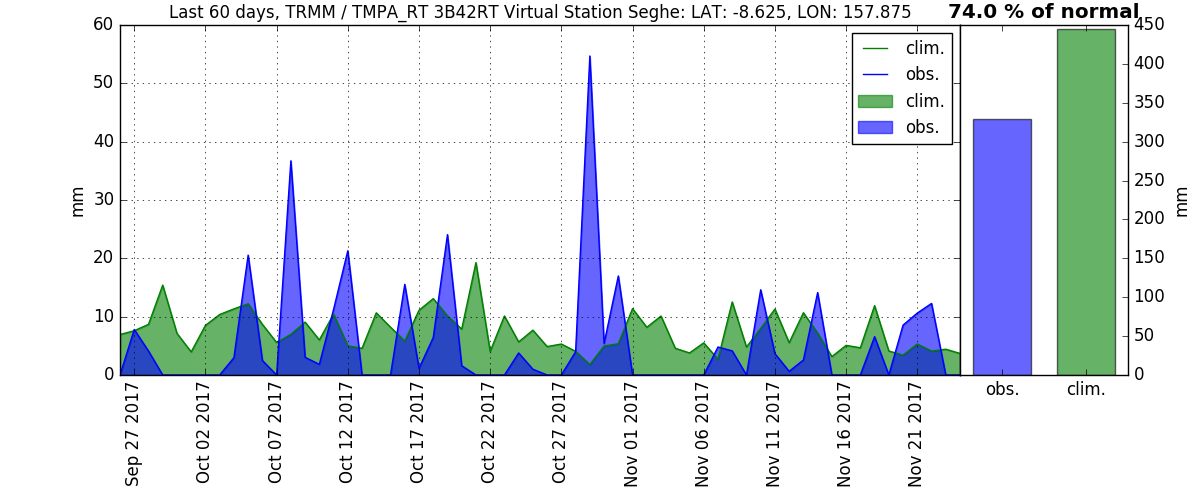 Last 60 days, TRMM / TMPA_RT 3B42RT Virtual Station Seghe: LAT: -8.625, LON: 157.875
74.0 % of normal
60
50
40
30
20
10
0
mm
clim.
obs.
clim.
obs.
450
400
350
300
250
200
150
100
50
0
mm
Sep 27 2017
Oct 02 2017
Oct 07 2017
Oct 12 2017
Oct 17 2017
Oct 22 2017
Oct 27 2017
Nov 01 2017
Nov 06 2017
Nov 11 2017
Nov 16 2017
Nov 21 2017
obs.
clim.